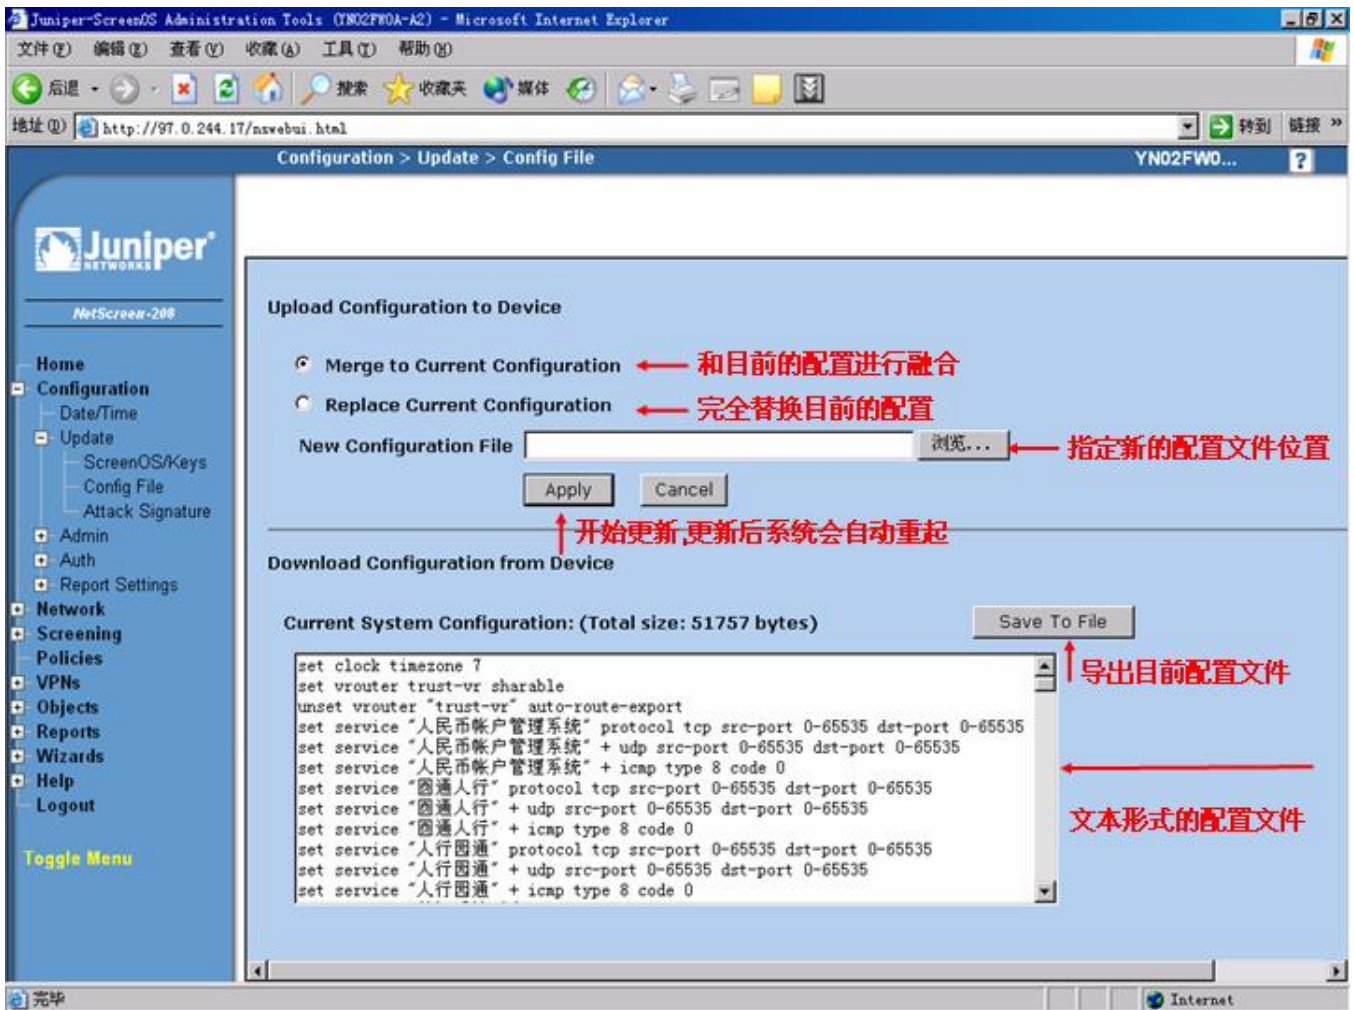 Juniper-ScreenOS Administration Tools (YN02FW0A-A2) - Microsoft Internet Explorer
文件(F) 编辑(E) 查看(V) 收藏(A) 工具(T) 帮助(H)
后退 搜索 收藏夹 媒体
地址(D) http://97.0.244.17/nswebui.html 转到 链接 »
Configuration > Update > Config File YN02FW0... ?
Juniper
NETWORKS
NetScreen-208
Home
Configuration
Date/Time
Update
ScreenOS/Keys
Config File
Attack Signature
Admin
Auth
Report Settings
Network
Screening
Policies
VPNs
Objects
Reports
Wizards
Help
Logout
Toggle Menu
Upload Configuration to Device
Merge to Current Configuration 和目前的配置进行融合
Replace Current Configuration 完全替换目前的配置
New Configuration File 浏览... 指定新的配置文件位置
Apply Cancel
开始更新,更新后系统会自动重起
Download Configuration from Device
Current System Configuration: (Total size: 51757 bytes) Save To File
导出目前配置文件
set clock timezone 7
set vrouter trust-vr sharable
unset vrouter "trust-vr" auto-route-export
set service "人民币帐户管理系统" protocol tcp src-port 0-65535 dst-port 0-65535
set service "人民币帐户管理系统" + udp src-port 0-65535 dst-port 0-65535
set service "人民币帐户管理系统" + icmp type 8 code 0
set service "圆通人行" protocol tcp src-port 0-65535 dst-port 0-65535
set service "圆通人行" + udp src-port 0-65535 dst-port 0-65535
set service "圆通人行" + icmp type 8 code 0
set service "人行园通" protocol tcp src-port 0-65535 dst-port 0-65535
set service "人行园通" + udp src-port 0-65535 dst-port 0-65535
set service "人行园通" + icmp type 8 code 0
文本形式的配置文件
完毕 Internet